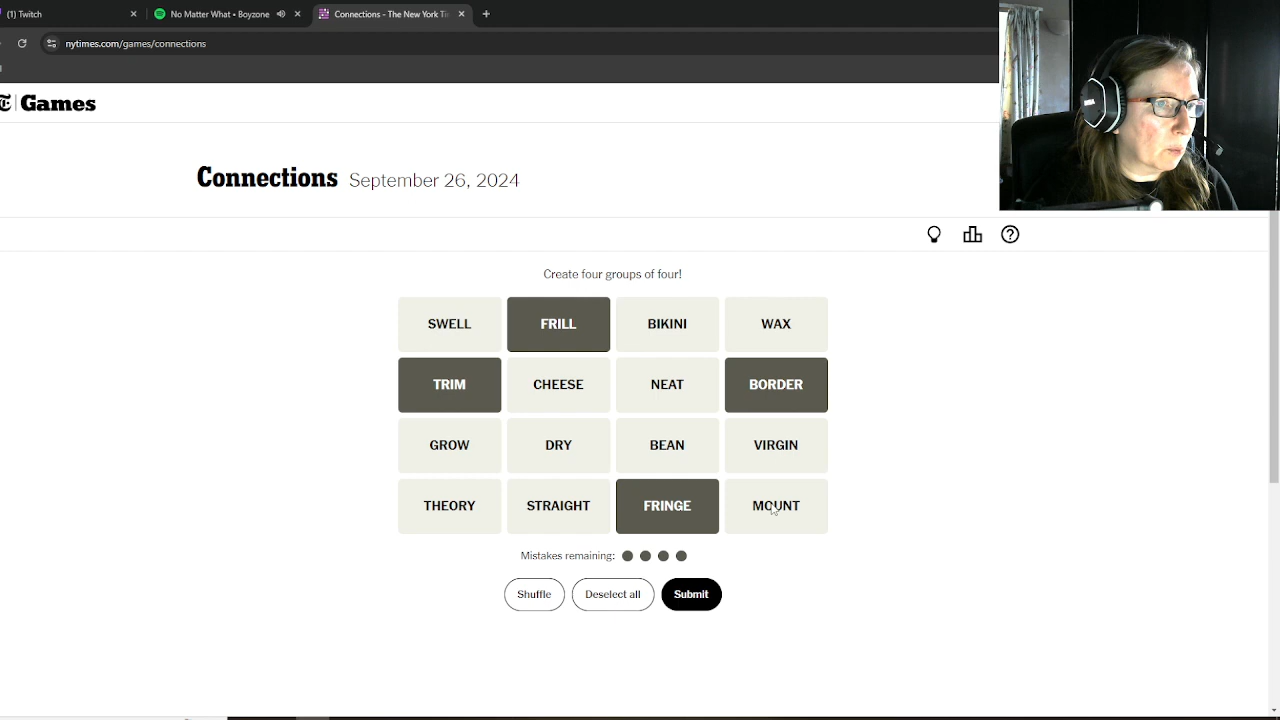 (1) Twitch
No Matter What • Boyzone
Connections - The New York Ti
nytimes.com/games/connections
Games
Connections September 26, 2024
Create four groups of four!
SWELL FRILL BIKINI WAX
TRIM CHEESE NEAT BORDER
GROW DRY BEAN VIRGIN
THEORY STRAIGHT FRINGE MOUNT
Mistakes remaining:
Shuffle Deselect all Submit